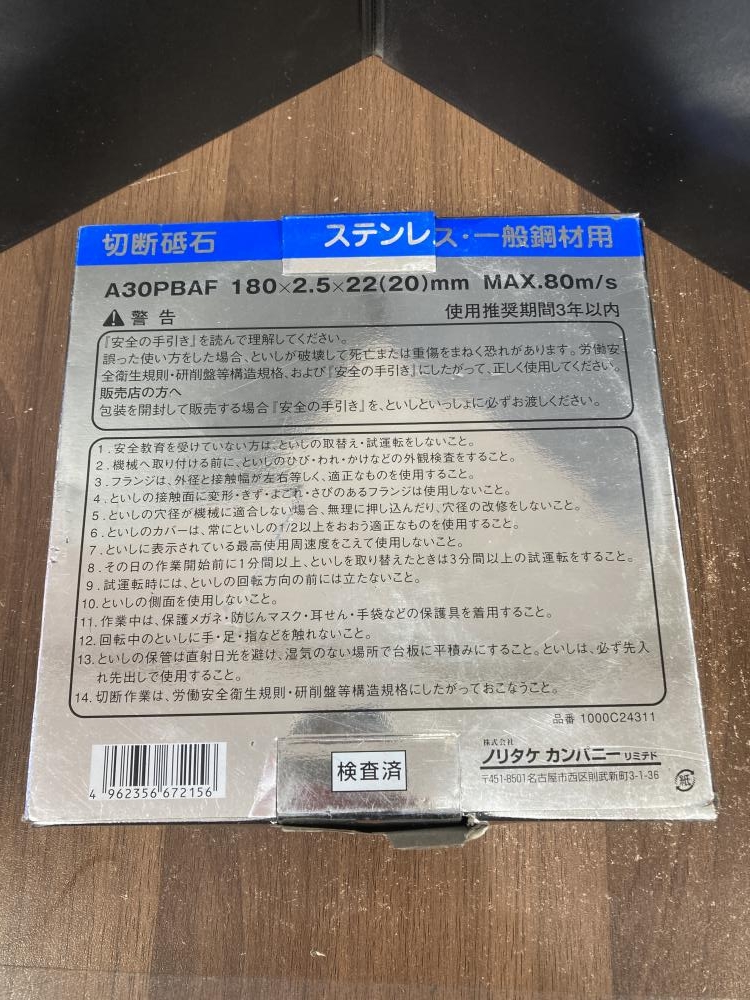 切断砥石 ステンレス・一般鋼材用
A30PBAF 180×2.5×22(20)mm MAX.80m/s
警告 使用推奨期間3年以内
『安全の手引き』を読んで理解してください。
誤った使い方をした場合、といしが破壊して死亡または重傷をまねく恐れがあります。労働安
全衛生規則・研削盤等構造規格、および『安全の手引き』にしたがって、正しく使用してください。
販売店の方へ
包装を開封して販売する場合『安全の手引き』を、といしといっしょに必ずお渡しください。
1.安全教育を受けていない方は、といしの取替え・試運転をしないこと。
2.機械へ取り付ける前に、といしのひび・われ・かけなどの外観検査をすること。
3.フランジは、外径と接触幅が左右等しく、適正なものを使用すること。
4.といしの接触面に変形・きず・よごれ・さびのあるフランジは使用しないこと。
5.といしの穴径が機械に適合しない場合、無理に押し込んだり、穴径の改修をしないこと。
6.といしのカバーは、常にといしの1/2以上をおおう適正なものを使用すること。
7.といしに表示されている最高使用周速度をこえて使用しないこと。
8.その日の作業開始前に1分間以上、といしを取り替えたときは3分間以上の試運転をすること。
9.試運転時には、といしの回転方向の前には立たないこと。
10.といしの側面を使用しないこと。
11.作業中は、保護メガネ・防じんマスク・耳せん・手袋などの保護具を着用すること。
12.回転中のといしに手・足・指などを触れないこと。
13.といしの保管は直射日光を避け、湿気のない場所で台板に平積みにすること。といしは、必ず先入
れ先出しで使用すること。
14.切断作業は、労働安全衛生規則・研削盤等構造規格にしたがっておこなうこと。
品番 1000C24311
4 962356 672156
検査済
株式会社
ノリタケ カンパニー リミテド
〒451-8501名古屋市西区則武新町3-1-36
紙